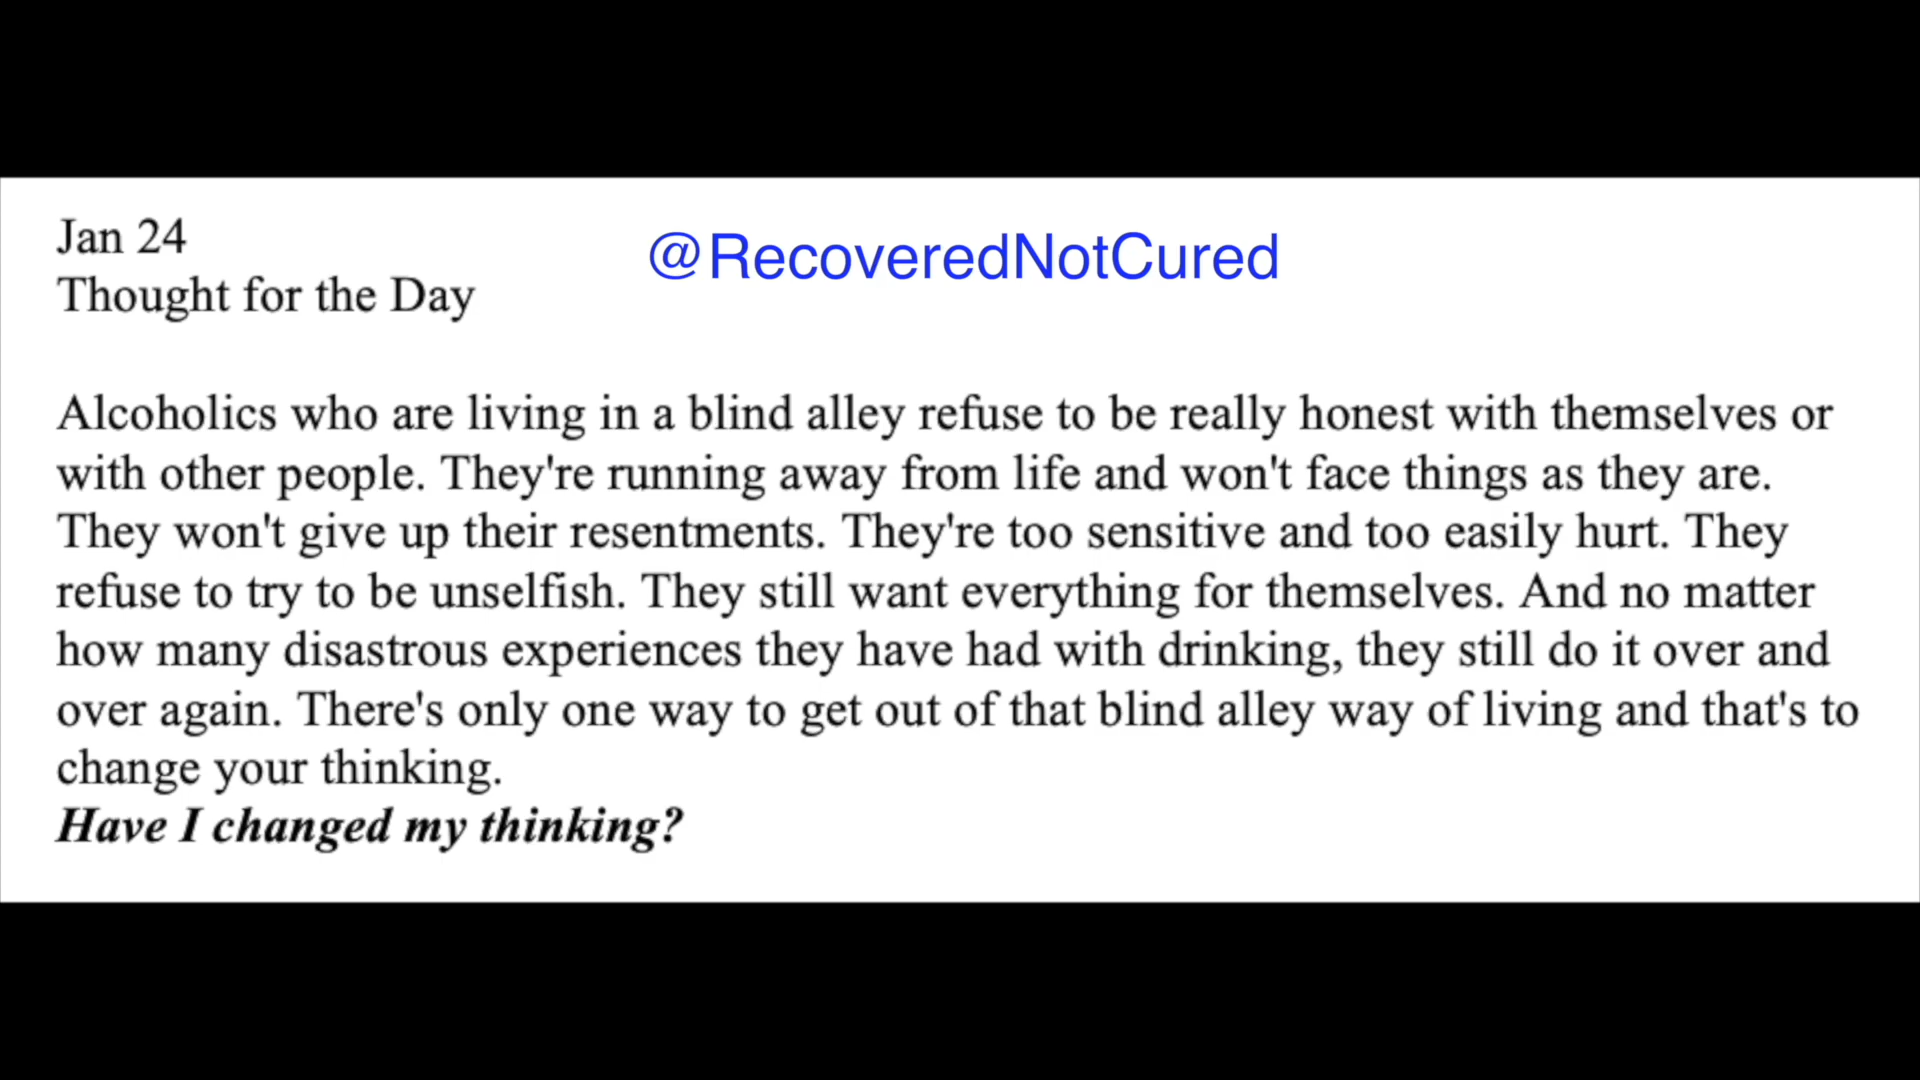 Jan 24
@RecoveredNotCured
Thought for the Day
Alcoholics who are living in a blind alley refuse to be really honest with themselves or
with other people. They're running away from life and won't face things as they are.
They won't give up their resentments. They're too sensitive and too easily hurt. They
refuse to try to be unselfish. They still want everything for themselves. And no matter
how many disastrous experiences they have had with drinking, they still do it over and
over again. There's only one way to get out of that blind alley way of living and that's to
change your thinking.
Have I changed my thinking?